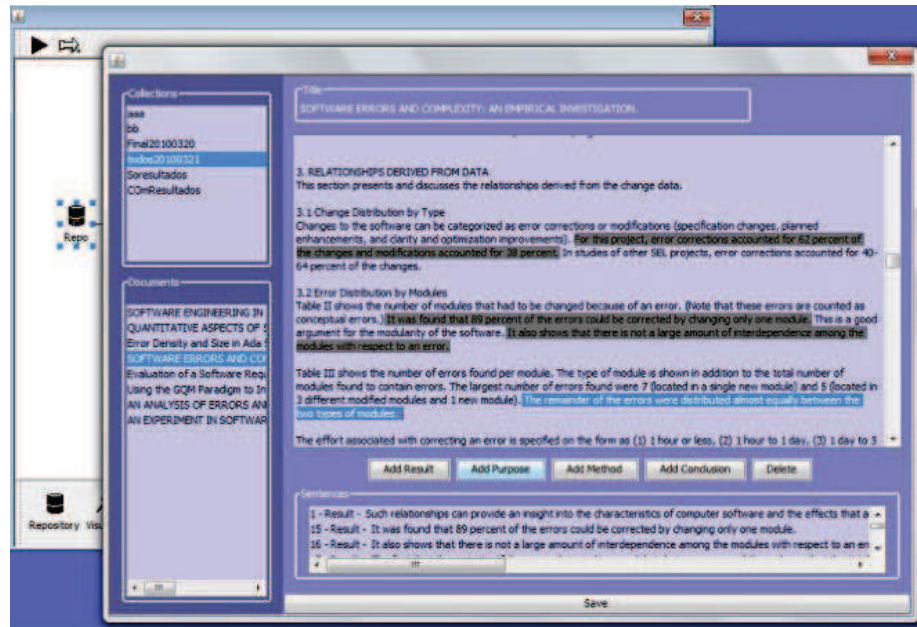 Collections
aaa
bb
Final20100320
todos20100321
Soresultados
COmResultados
Repo
Documents
SOFTWARE ENGINEERING IN
QUANTITATIVE ASPECTS OF S
Error Density and Size in Ada S
SOFTWARE ERRORS AND CO
Evaluation of a Software Requ
Using the GQM Paradigm to In
AN ANALYSIS OF ERRORS AN
AN EXPERIMENT IN SOFTWAR
Repository Visu
Title
SOFTWARE ERRORS AND COMPLEXITY: AN EMPIRICAL INVESTIGATION.
3. RELATIONSHIPS DERIVED FROM DATA
This section presents and discusses the relationships derived from the change data.
3.1 Change Distribution by Type
Changes to the software can be categorized as error corrections or modifications (specification changes, planned
enhancements, and clarity and optimization improvements). For this project, error corrections accounted for 62 percent of
the changes and modifications accounted for 38 percent. In studies of other SEL projects, error corrections accounted for 40-
64 percent of the changes.
3.2 Error Distribution by Modules
Table II shows the number of modules that had to be changed because of an error. (Note that these errors are counted as
conceptual errors.) It was found that 89 percent of the errors could be corrected by changing only one module. This is a good
argument for the modularity of the software. It also shows that there is not a large amount of interdependence among the
modules with respect to an error.
Table III shows the number of errors found per module. The type of module is shown in addition to the total number of
modules found to contain errors. The largest number of errors found were 7 (located in a single new module) and 5 (located in
3 different modified modules and 1 new module). The remainder of the errors were distributed almost equally between the
two types of modules.
The effort associated with correcting an error is specified on the form as (1) 1 hour or less, (2) 1 hour to 1 day, (3) 1 day to 3
Add Result Add Purpose Add Method Add Conclusion Delete
Sentences
1 - Result - Such relationships can provide an insight into the characteristics of computer software and the effects that a
15 - Result - It was found that 89 percent of the errors could be corrected by changing only one module.
16 - Result - It also shows that there is not a large amount of interdependence among the modules with respect to an err
Save